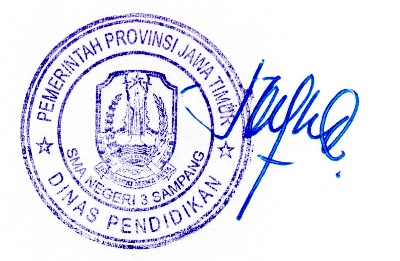 PEMERINTAH PROVINSI JAWA TIMUR
SMA NEGERI 3 SAMPANG
DINAS PENDIDIKAN